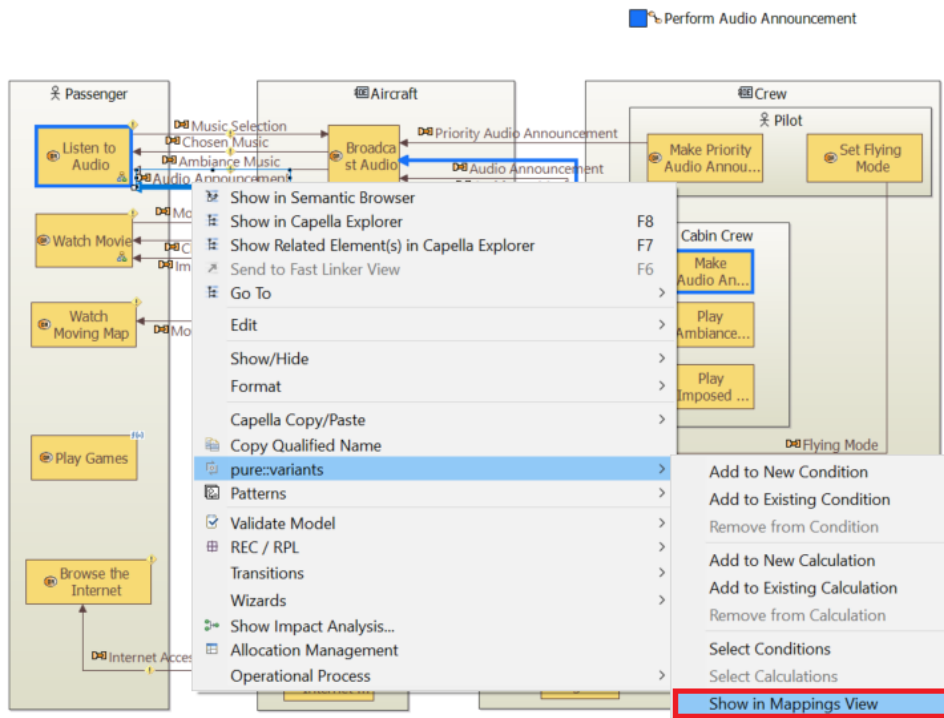 Perform Audio Announcement
Passenger
Aircraft
Crew
Pilot
Music Selection
Chosen Music
Ambiance Music
Audio Announcement
Listen to
Audio
Broadca
st Audio
Priority Audio Announcement
Audio Announcement
Make Priority
Audio Annou...
Set Flying
Mode
Watch Movie
Mo
Im
Watch
Moving Map
Mo
Play Games
Browse the
Internet
Internet Acces
Cabin Crew
Make
Audio An...
Play
Ambiance...
Play
Imposed ...
Flying Mode
Show in Semantic Browser
Show in Capella Explorer F8
Show Related Element(s) in Capella Explorer F7
Send to Fast Linker View F6
Go To
Edit
Show/Hide
Format
Capella Copy/Paste
Copy Qualified Name
pure::variants
Patterns
Validate Model
REC / RPL
Transitions
Wizards
Show Impact Analysis...
Allocation Management
Operational Process
Add to New Condition
Add to Existing Condition
Remove from Condition
Add to New Calculation
Add to Existing Calculation
Remove from Calculation
Select Conditions
Select Calculations
Show in Mappings View